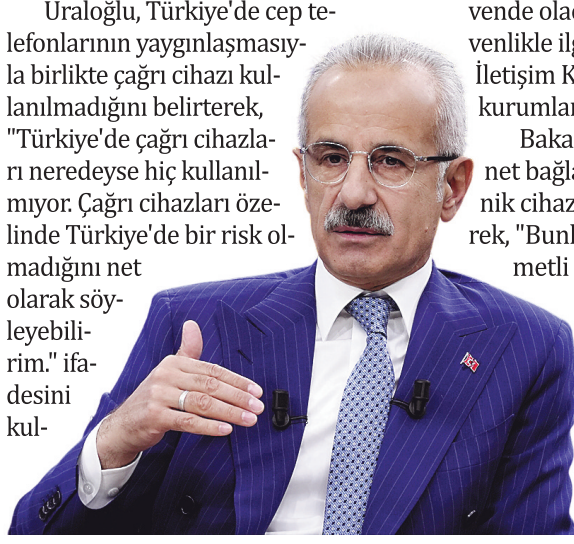 Uraloğlu, Türkiye'de cep te-
lefonlarının yaygınlaşmasıy-
la birlikte çağrı cihazı kul-
lanılmadığını belirterek,
"Türkiye'de çağrı cihazla-
rı neredeyse hiç kullanıl-
mıyor. Çağrı cihazları öze-
linde Türkiye'de bir risk ol-
madığını net
olarak söy-
leyebili-
rim." ifa-
desini
kul-
vende olac
venlikle ilg
İletişim K
kurumlar
Baka
net bağla
nik cihaz
rek, "Bunl
metli